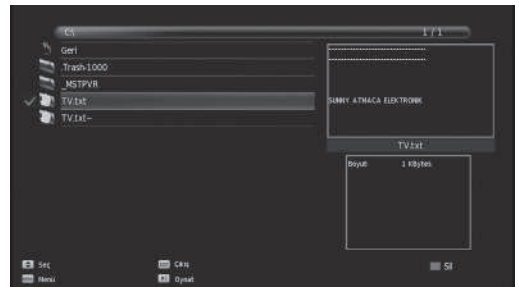 C:\ 1 / 1
Geri
.Trash-1000
_MSTPVR
TV.txt
TV.txt~
SUNNY ATMACA ELEKTRONIK
TV.txt
Boyut: 1 KBytes
Seç
Çıkış
Sil
Menü
Oynat